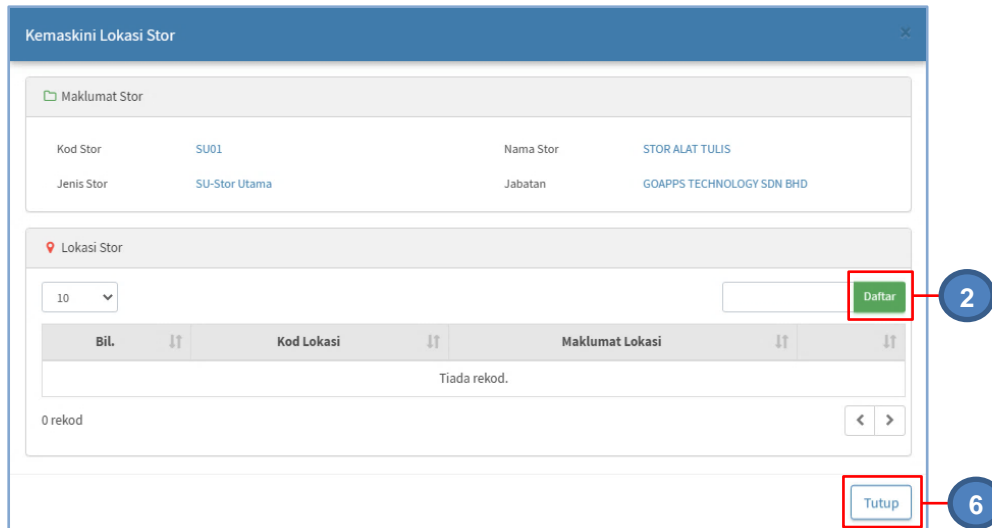 Kemaskini Lokasi Stor ×
Maklumat Stor
Kod Stor SU01 Nama Stor STOR ALAT TULIS
Jenis Stor SU-Stor Utama Jabatan GOAPPS TECHNOLOGY SDN BHD
Lokasi Stor
10 Daftar 2
Bil. Kod Lokasi Maklumat Lokasi
Tiada rekod.
0 rekod
Tutup 6